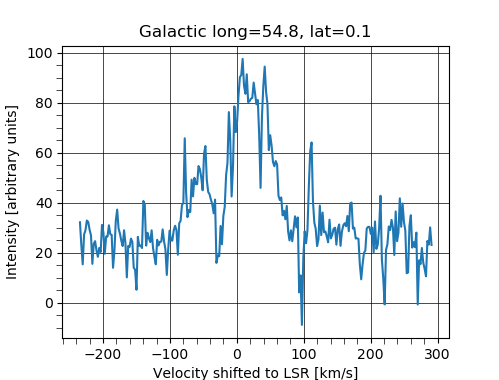 Galactic long=54.8, lat=0.1
100
80
60
40
20
0
Intensity [arbitrary units]
−200 −100 0 100 200 300
Velocity shifted to LSR [km/s]